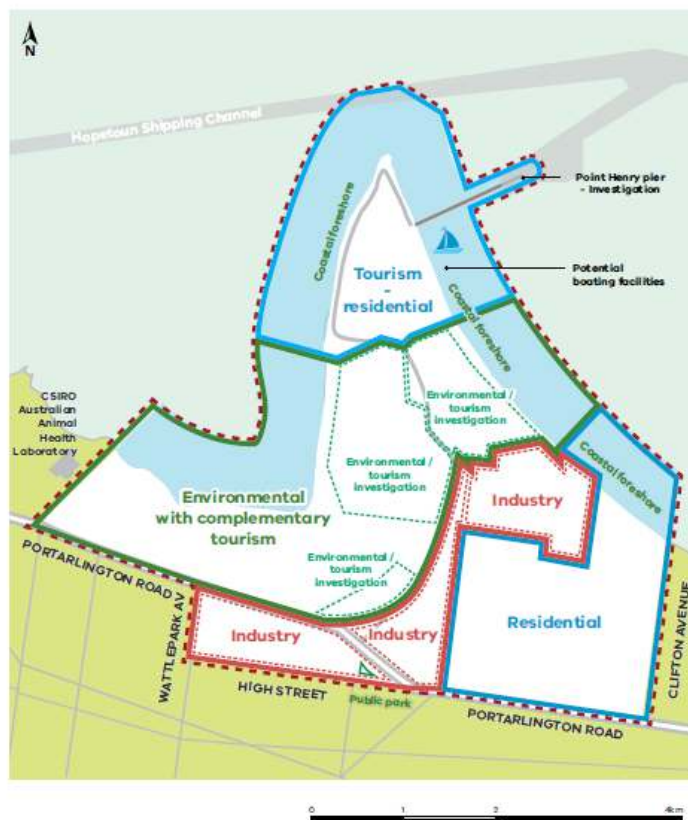 N
Hopetoun Shipping Channel
Point Henry pier
- Investigation
Coastal foreshore
Tourism
-
residential
Potential
boating facilities
Coastal foreshore
CSIRO
Australian
Animal
Health
Laboratory
Environmental /
tourism
investigation
Environmental /
tourism
investigation
Coastal foreshore
Environmental
with complementary
tourism
Industry
Environmental /
tourism
investigation
PORTARLINGTON ROAD
WATTLEPARK AV
Industry
Industry
Residential
CLIFTON AVENUE
HIGH STREET
Public park
PORTARLINGTON ROAD
0 1 2 4km